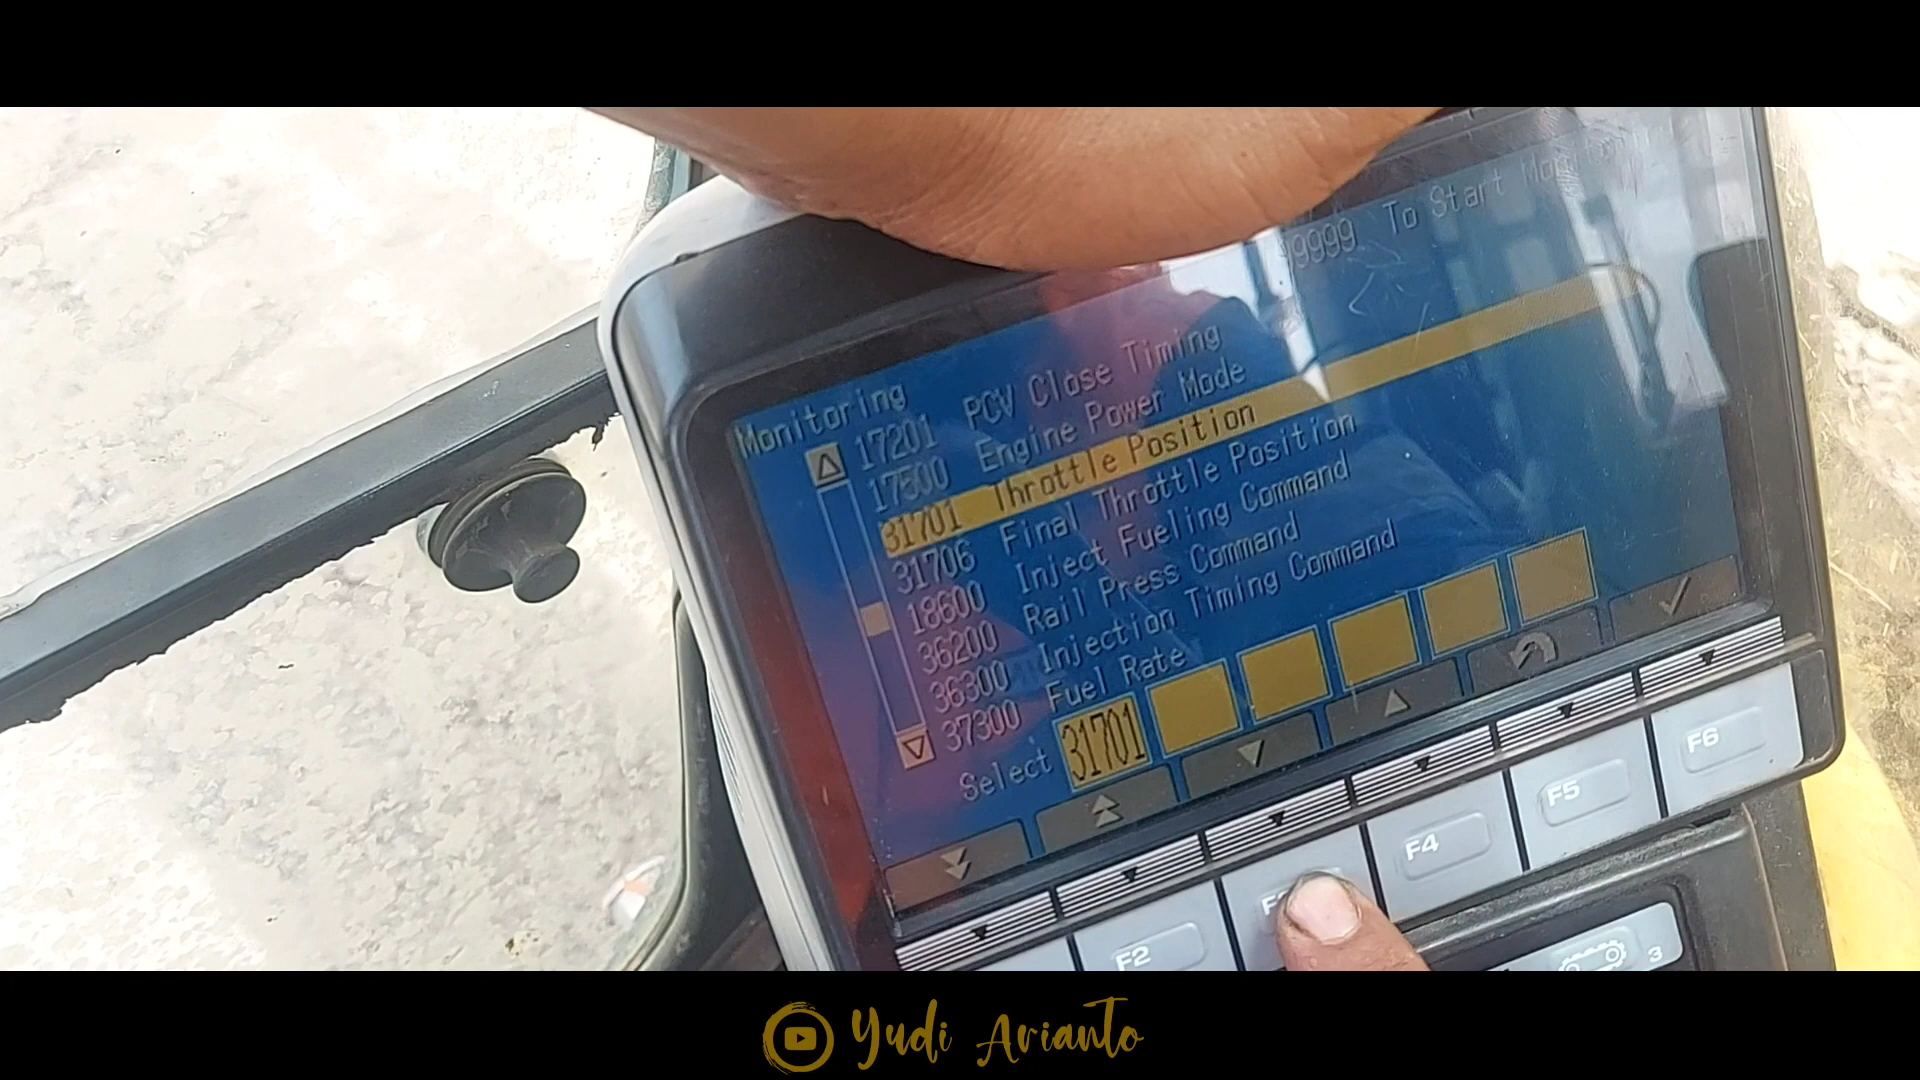 99999 To Start
Monitoring
17201 PCV Close Timing
17500 Engine Power Mode
31701 Throttle Position
31706 Final Throttle Position
18600 Inject Fueling Command
36200 Rail Press Command
36300 Injection Timing Command
37300 Fuel Rate
Select 31701
F2
F4
F5
F6
3
Yudi Arianto